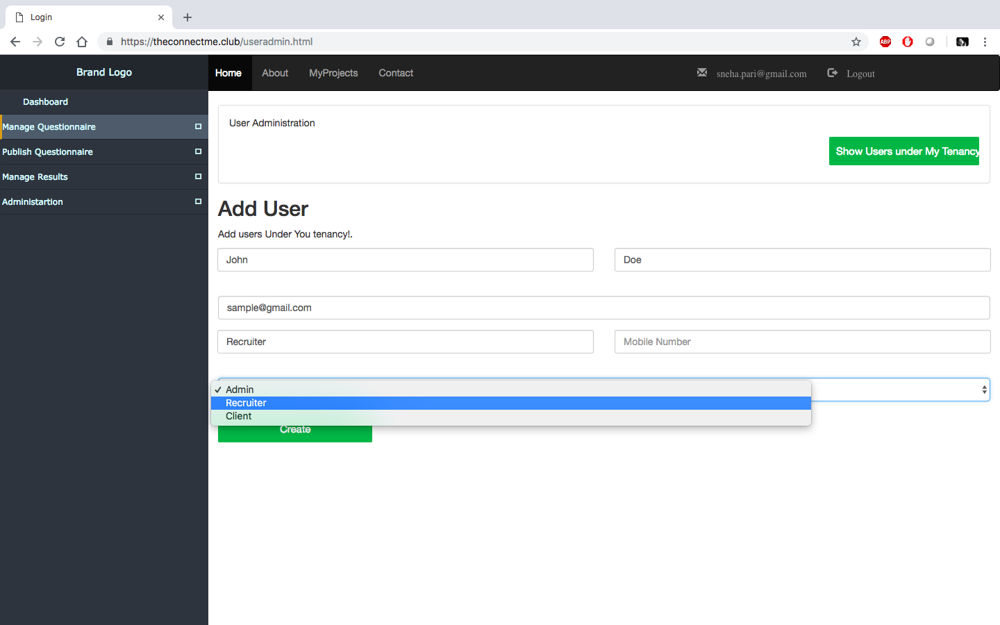 Login
https://theconnectme.club/useradmin.html
ABP
Brand Logo
Home About MyProjects Contact sneha.pari@gmail.com Logout
Dashboard
Manage Questionnaire
Publish Questionnaire
Manage Results
Administartion
User Administration
Show Users under My Tenancy
Add User
Add users Under You tenancy!.
John Doe
sample@gmail.com
Recruiter Mobile Number
Admin
Recruiter
Client
Create